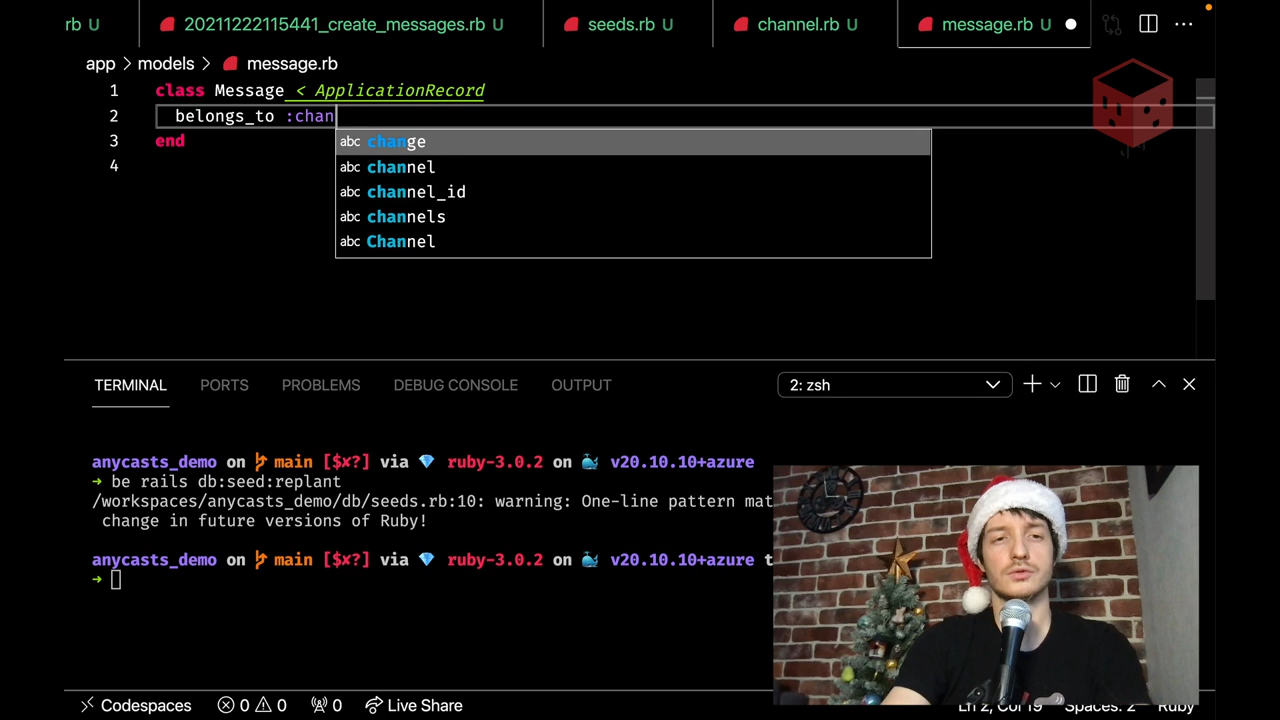 rb U
20211222115441_create_messages.rb U
seeds.rb U
channel.rb U
message.rb U
app > models > message.rb
1 class Message < ApplicationRecord
2 belongs_to :chan
3 end
4
abc change
abc channel
abc channel_id
abc channels
abc Channel
TERMINAL PORTS PROBLEMS DEBUG CONSOLE OUTPUT 2: zsh
anycasts_demo on main [$✘?] via 💎 ruby-3.0.2 on 🐳 v20.10.10+azure
➜ be rails db:seed:replant
/workspaces/anycasts_demo/db/seeds.rb:10: warning: One-line pattern mat
change in future versions of Ruby!
anycasts_demo on main [$✘?] via 💎 ruby-3.0.2 on 🐳 v20.10.10+azure t
➜
Codespaces 0 0 0 Live Share Ln 2, Col 19 Spaces: 2 Ruby